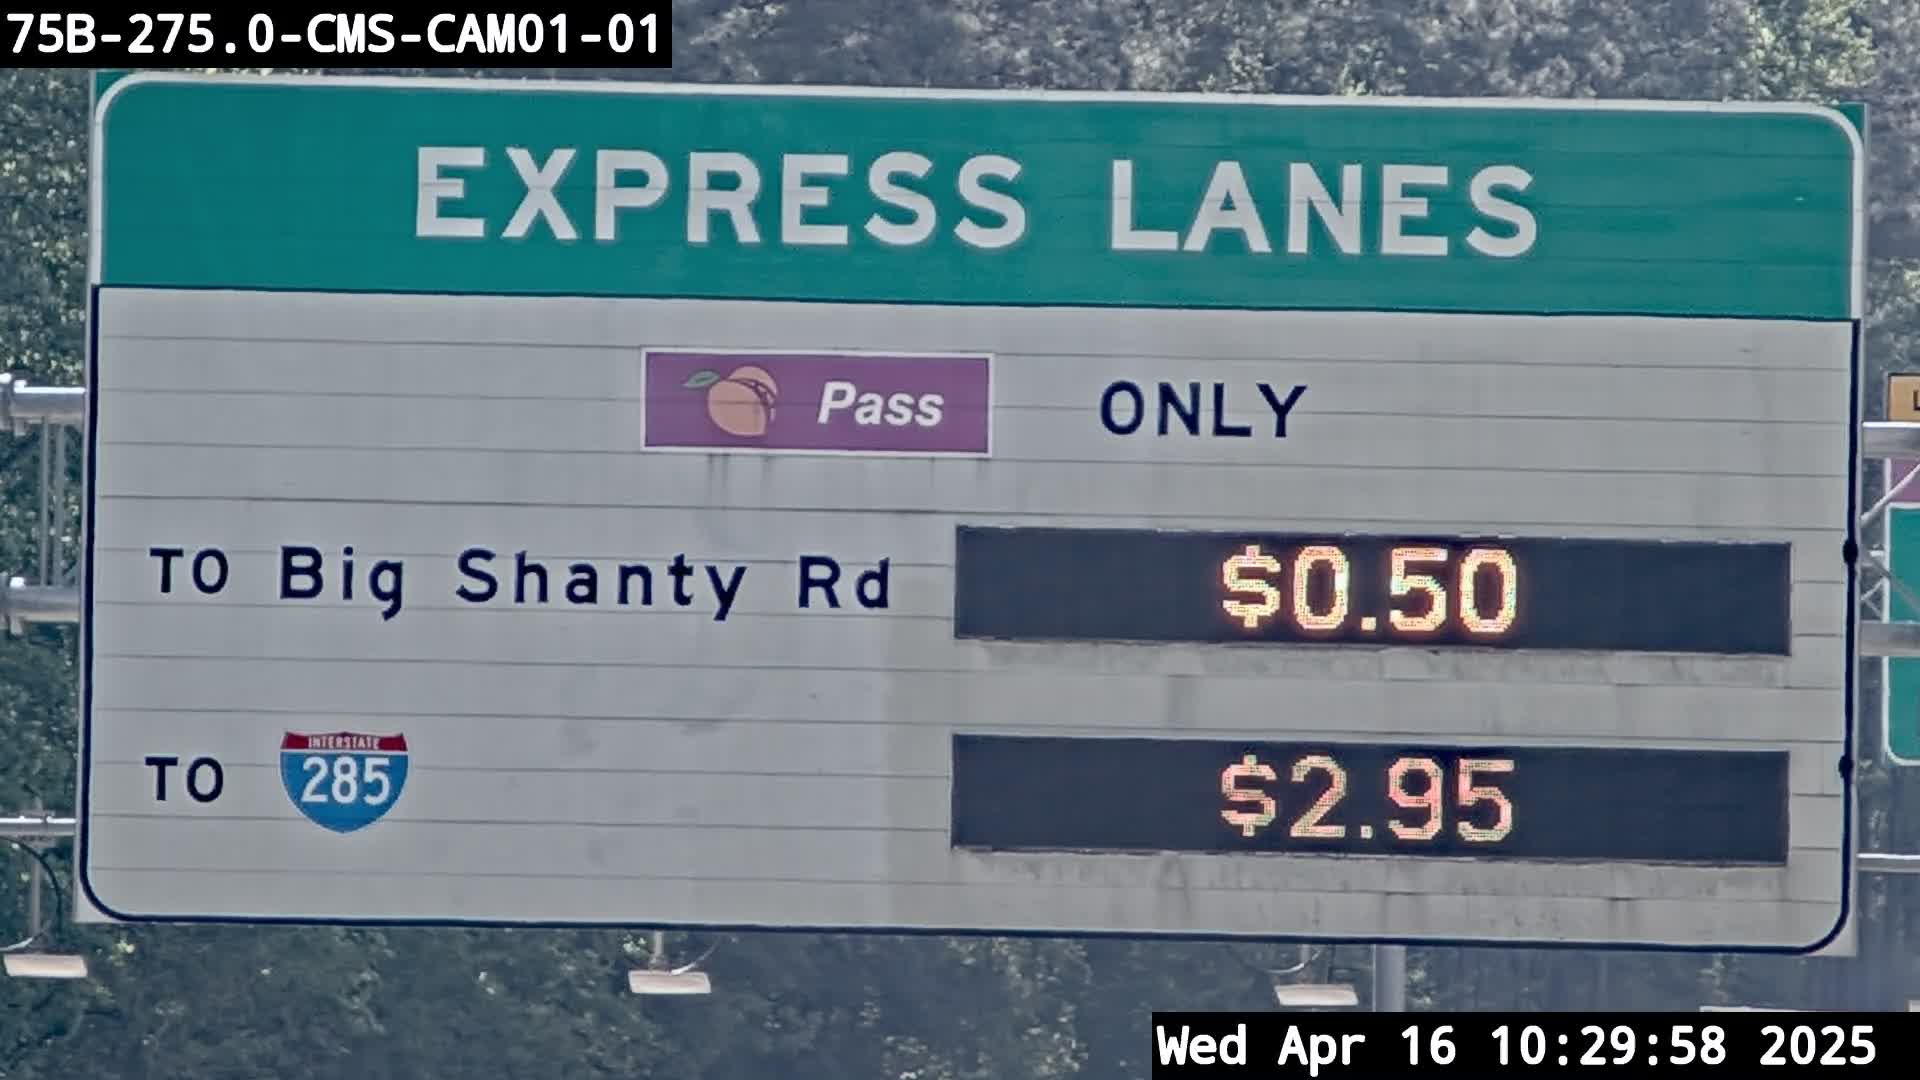 75B-275.0-CMS-CAM01-01
EXPRESS LANES
Pass ONLY
TO Big Shanty Rd $0.50
INTERSTATE
TO 285 $2.95
Wed Apr 16 10:29:58 2025